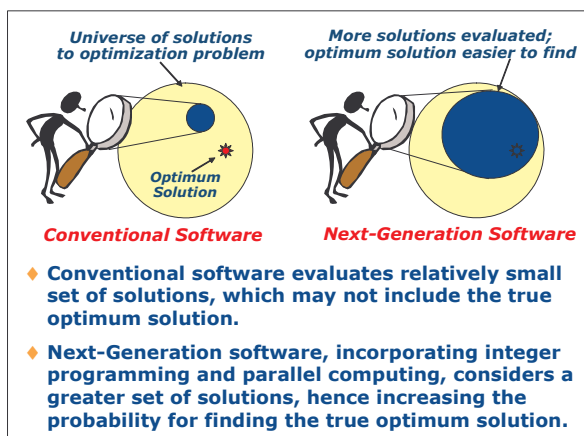 Universe of solutions
to optimization problem
More solutions evaluated;
optimum solution easier to find
Optimum
Solution
Conventional Software
Next-Generation Software
♦ Conventional software evaluates relatively small
set of solutions, which may not include the true
optimum solution.
♦ Next-Generation software, incorporating integer
programming and parallel computing, considers a
greater set of solutions, hence increasing the
probability for finding the true optimum solution.